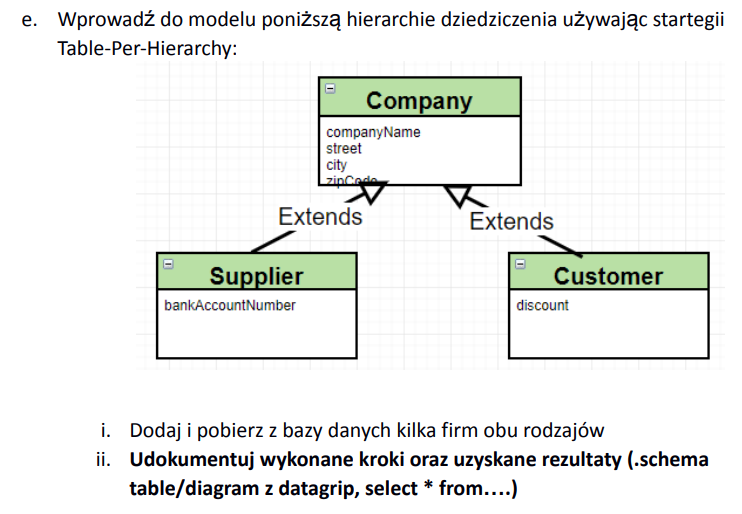 e. Wprowadź do modelu poniższą hierarchie dziedziczenia używając startegii
Table-Per-Hierarchy:
Company
companyName
street
city
zipCode
Extends
Extends
Supplier
bankAccountNumber
Customer
discount
i. Dodaj i pobierz z bazy danych kilka firm obu rodzajów
ii. Udokumentuj wykonane kroki oraz uzyskane rezultaty (.schema
table/diagram z datagrip, select * from….)